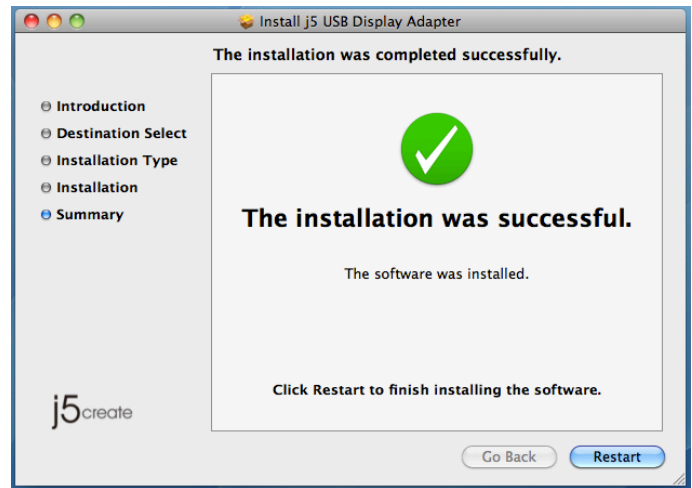 Install j5 USB Display Adapter
The installation was completed successfully.
Introduction
Destination Select
Installation Type
Installation
Summary
The installation was successful.
The software was installed.
Click Restart to finish installing the software.
j5create
Go Back
Restart